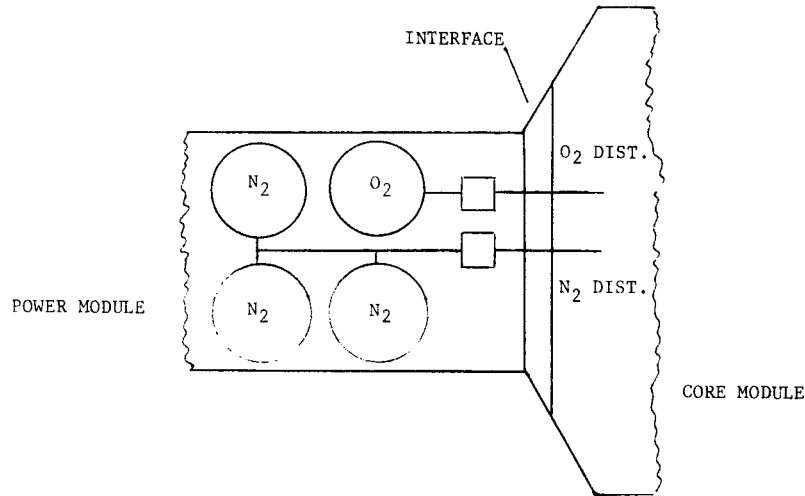 INTERFACE
O2 DIST.
N2
O2
N2 DIST.
POWER MODULE
N2
N2
CORE MODULE